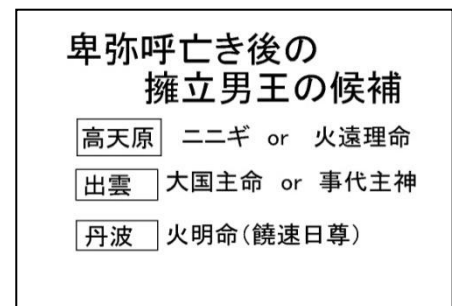 卑弥呼亡き後の
擁立男王の候補
高天原 ニニギ or 火遠理命
出雲 大国主命 or 事代主神
丹波 火明命(饒速日尊)